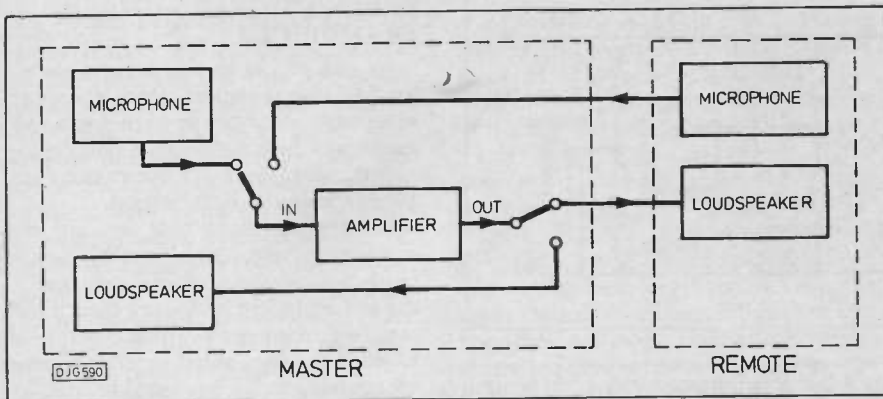 MICROPHONE
MICROPHONE
IN
AMPLIFIER
OUT
LOUDSPEAKER
LOUDSPEAKER
DJG590
MASTER
REMOTE